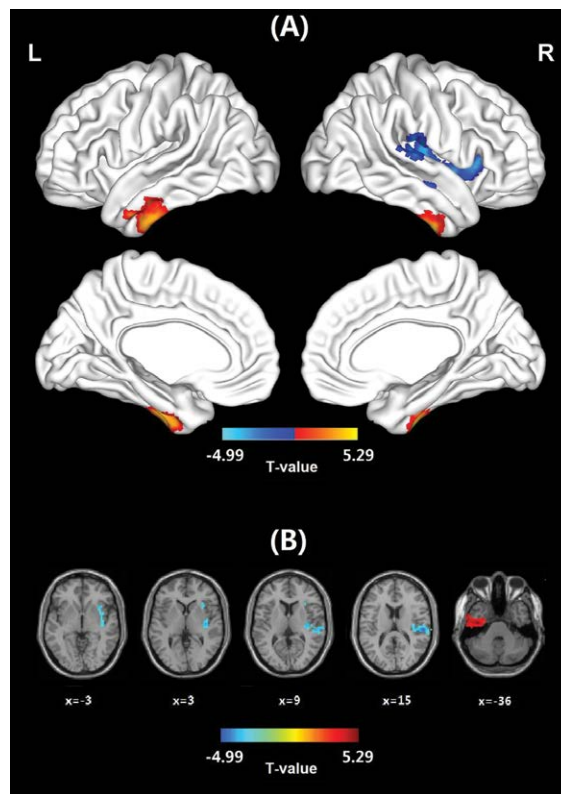 (A)
L R
-4.99 5.29
T-value
(B)
x=-3 x=3 x=9 x=15 x=-36
-4.99 5.29
T-value